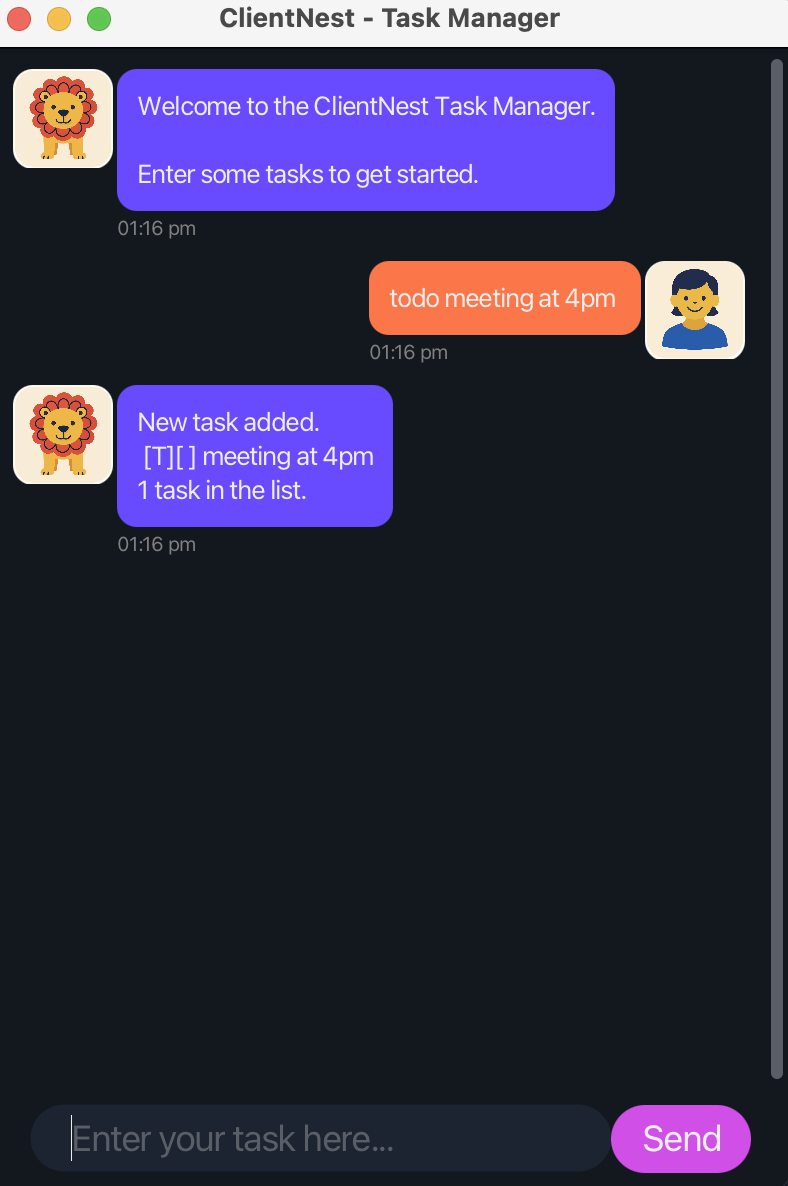 ClientNest - Task Manager
Welcome to the ClientNest Task Manager.
Enter some tasks to get started.
01:16 pm
todo meeting at 4pm
01:16 pm
New task added.
[T][ ] meeting at 4pm
1 task in the list.
01:16 pm
Enter your task here...
Send